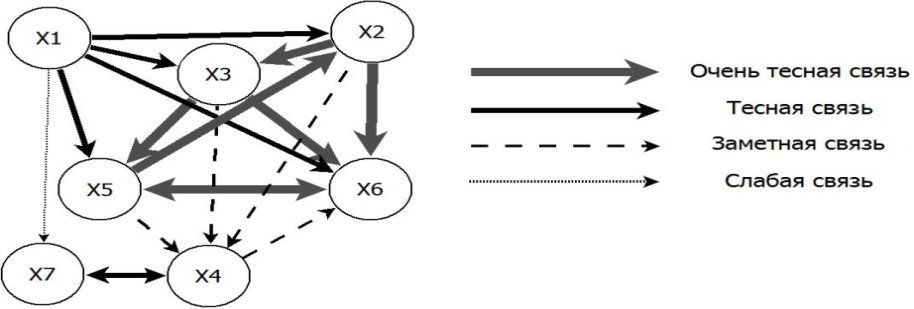 X1
X2
X3
X5
X6
X7
X4
Очень тесная связь
Тесная связь
Заметная связь
Слабая связь